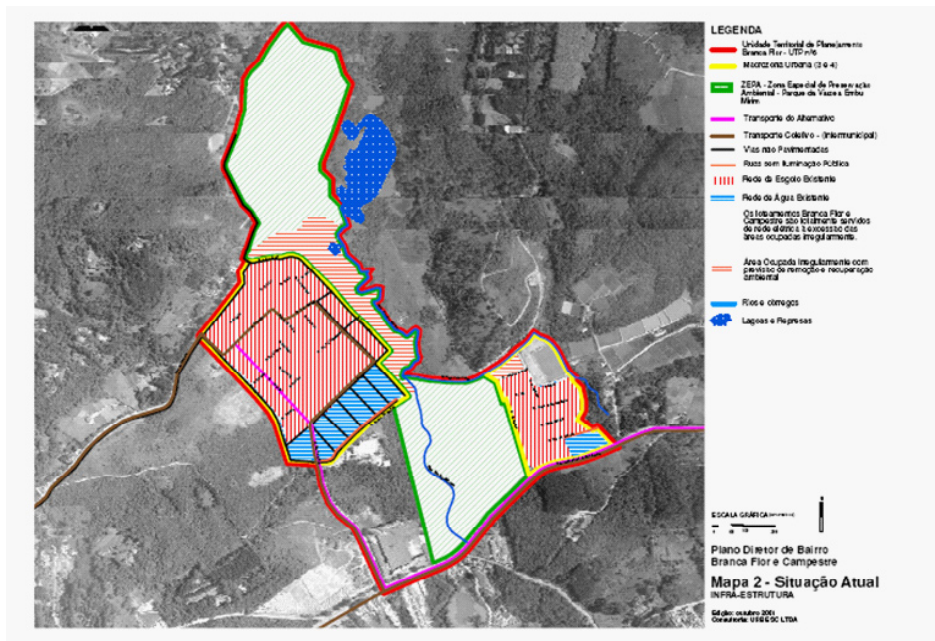 LEGENDA
Unidade Territorial de Planejamento
Branca Flor - UTP nº6
Macrozona Urbana (3 e 4)
ZEPA - Zona Especial de Preservação
Ambiental - Parque da Várzea Embu
Mirim
Transporte do Alternativo
Transporte Coletivo - (Intermunicipal)
Vias não Pavimentadas
Ruas sem Iluminação Pública
Rede de Esgoto Existente
Rede de Água Existente
Os loteamentos Branca Flor e
Campestre são totalmente servidos
de rede elétrica à excessão das
áreas ocupadas irregularmente.
Área Ocupada Irregularmente com
previsão de remoção e recuperação
ambiental
Rios e córregos
Lagoas e Represas
ESCALA GRÁFICA
Plano Diretor de Bairro
Branca Flor e Campestre
Mapa 2 - Situação Atual
INFRA-ESTRUTURA
Edição: outubro 2001
Consultoria: URBESC LTDA